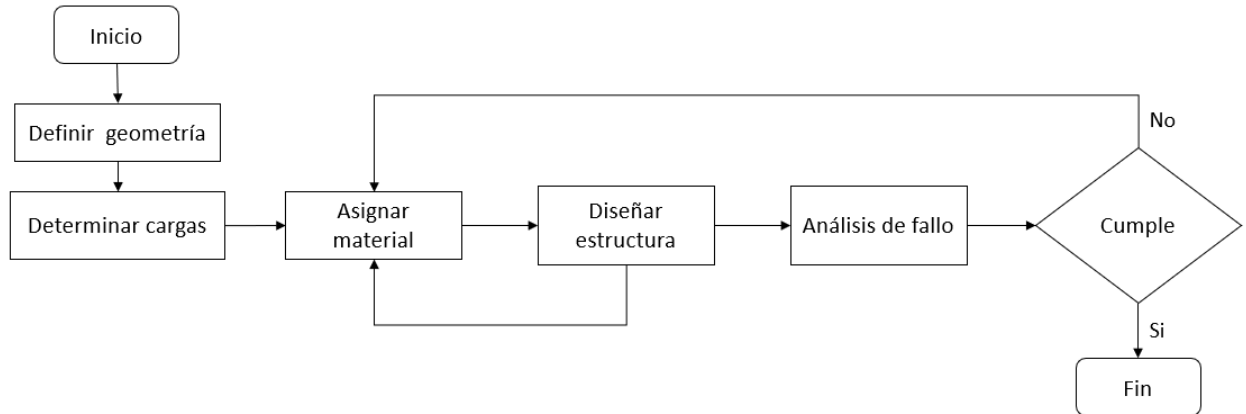 Inicio
Definir geometría
Determinar cargas
Asignar
material
Diseñar
estructura
Análisis de fallo
Cumple
No
Si
Fin